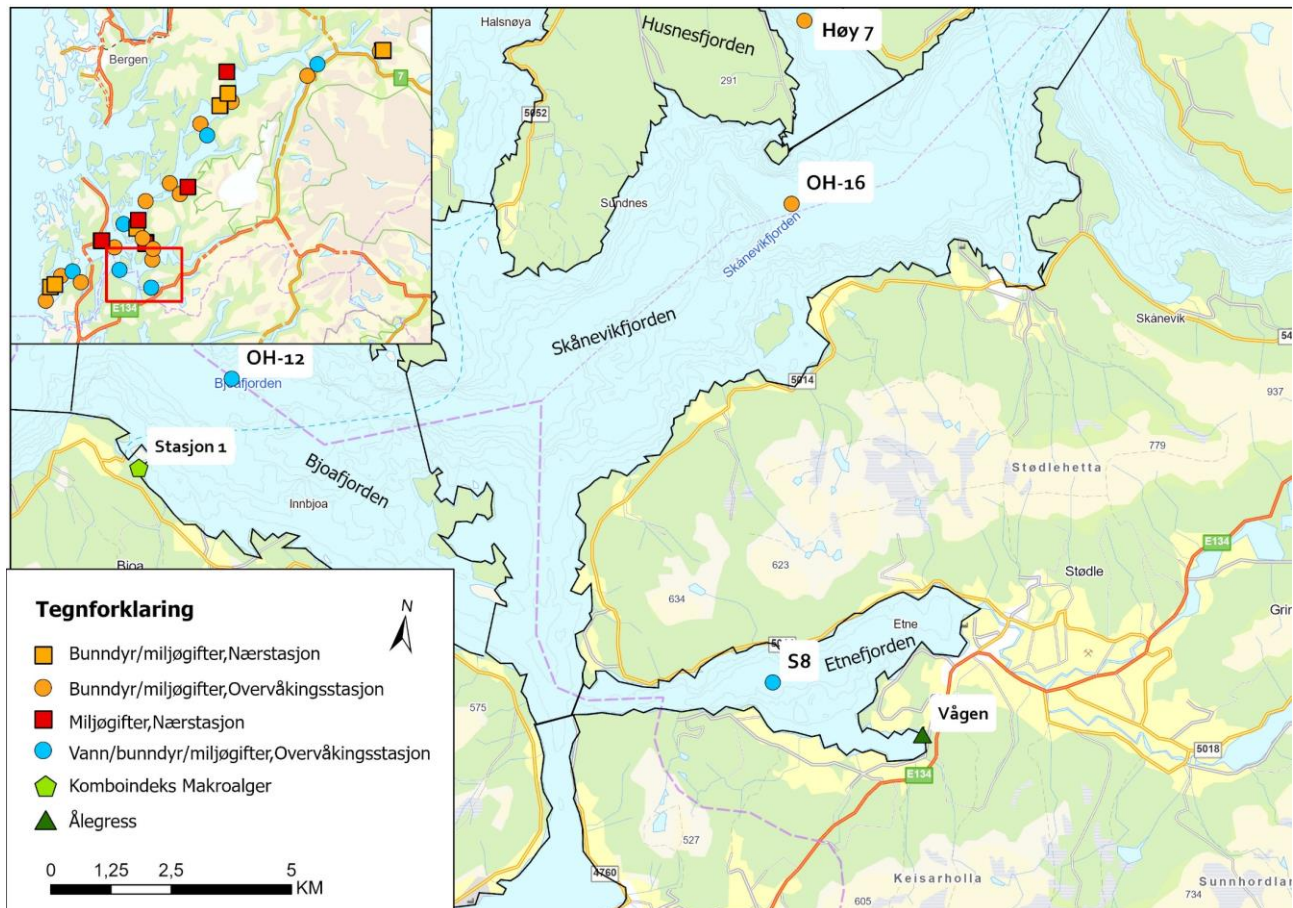 Bergen
7
E134
Halsnøya
Husnesfjorden
291
Høy 7
5052
OH-16
Sundnes
Skånevikfjorden
Skånevikfjorden
Skånevik
OH-12
Bjoafjorden
5014
937
Stasjon 1
Bjoafjorden
Innbjoa
779
Stødlehetta
E134
Bjoa
623
Stødle
634
Etne
Etnefjorden
S8
Vågen
575
5018
E134
527
4760
Keisarholla
605
734
Tegnforklaring
N
Bunndyr/miljøgifter,Nærstasjon
Bunndyr/miljøgifter,Overvåkingsstasjon
Miljøgifter,Nærstasjon
Vann/bunndyr/miljøgifter,Overvåkingsstasjon
Komboindeks Makroalger
Ålegress
0 1,25 2,5 5
KM